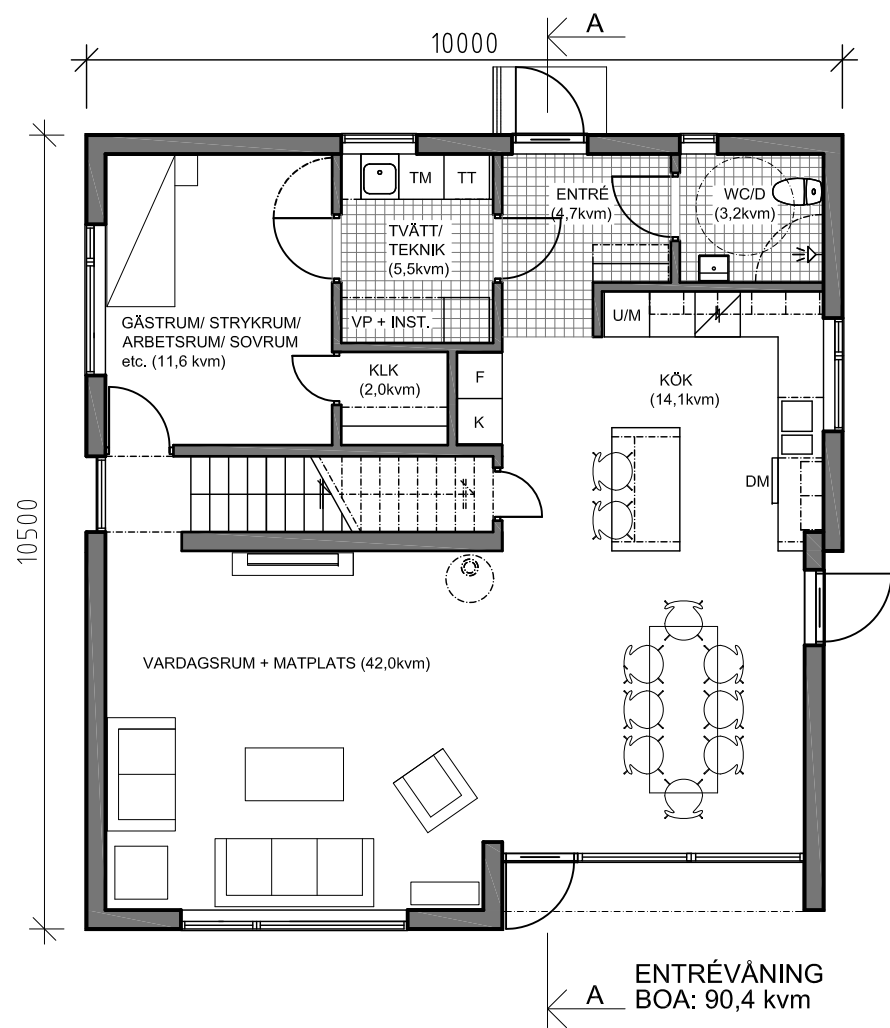 A
10000
TM
TT
ENTRÉ
(4,7kvm)
WC/D
(3,2kvm)
TVÄTT/
TEKNIK
(5,5kvm)
VP + INST.
U/M
GÄSTRUM/ STRYKRUM/
ARBETSRUM/ SOVRUM
etc. (11,6 kvm)
KLK
(2,0kvm)
F
K
KÖK
(14,1kvm)
DM
10500
VARDAGSRUM + MATPLATS (42,0kvm)
A
ENTRÉVÅNING
BOA: 90,4 kvm